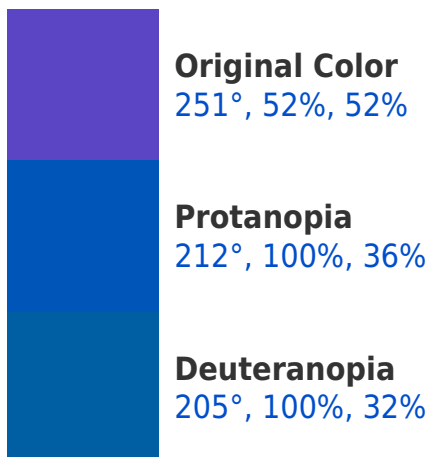 Original Color
251°, 52%, 52%
Protanopia
212°, 100%, 36%
Deuteranopia
205°, 100%, 32%